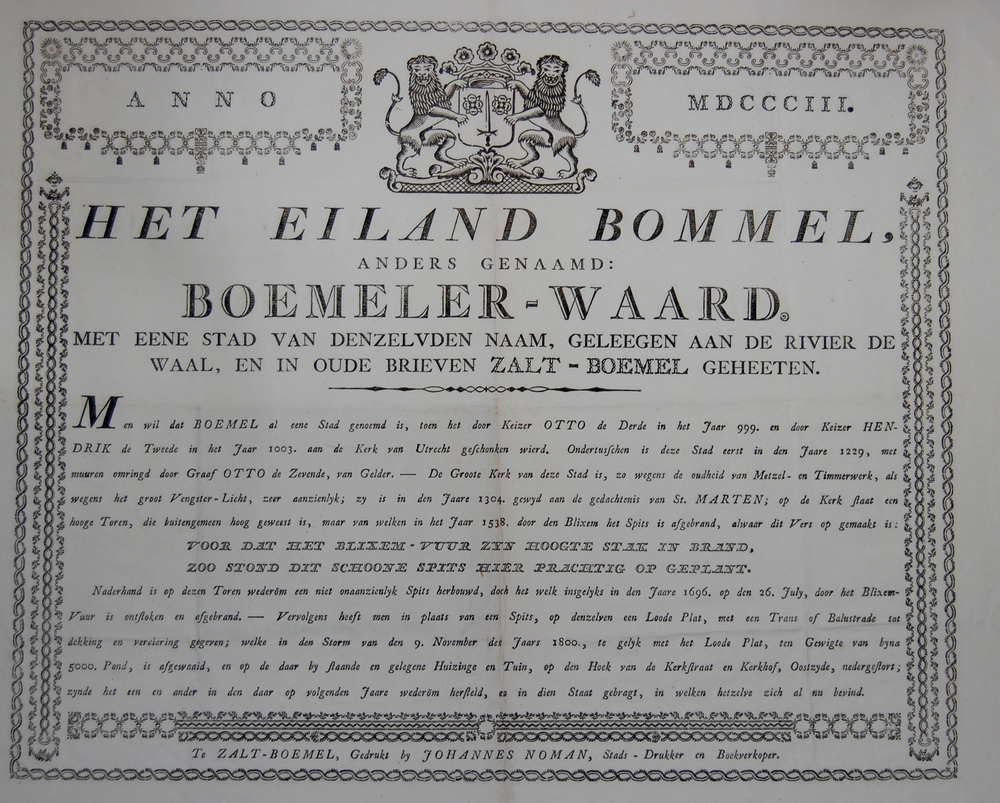 ANNO
MDCCCIII.
HET EILAND BOMMEL,
ANDERS GENAAMD:
BOEMELER-WAARD.
MET EENE STAD VAN DENZELVDEN NAAM, GELEEGEN AAN DE RIVIER DE
WAAL, EN IN OUDE BRIEVEN ZALT-BOEMEL GEHEETEN.
Men wil dat BOEMEL al eene Stad genoemd is, toen het door Keizer OTTO de Derde in het Jaar 999. en door Keizer HEN-
DRIK de Tweede in het Jaar 1003. aan de Kerk van Utrecht geſchonken wierd. Ondertusſchen is deze Stad eerst in den Jaare 1229, met
muuren omringd door Graaf OTTO de Zevende, van Gelder. — De Groote Kerk van deze Stad is, zo wegens de oudheid van Metzel- en Timmerwerk, als
wegens het groot Vengster-Licht, zeer aanzienlyk; zy is in den Jaare 1304. gewyd aan de gedachtenis van St. MARTEN; op de Kerk ſtaat een
hooge Toren, die buitengemeen hoog geweest is, maar van welken in het Jaar 1538. door den Blixem het Spits is afgebrand, alwaar dit Vers op gemaakt is:
VOOR DAT HET BLIXEM-VUUR ZYN HOOGTE STAK IN BRAND,
ZOO STOND DIT SCHOONE SPITS HIER PRACHTIG OP GEPLANT.
Naderhand is op dezen Toren wederöm een niet onaanzienlyk Spits herbouwd, doch het welk insgelyks in den Jaare 1696. op den 26. July, door het Blixem-
Vuur is ontſtoken en afgebrand. — Vervolgens heeft men in plaats van een Spits, op denzelven een Loode Plat, met een Trans of Balustrade tot
dekking en verciering gegeven; welke in den Storm van den 9. November des Jaars 1800., te gelyk met het Loode Plat, ten Gewigte van byna
5000. Pond, is afgewaaid, en op de daar by ſtaande en gelegene Huizinge en Tuin, op den Hoek van de Kerkſtraat en Kerkhof, Oostzyde, nedergeſtort;
zynde het een en ander in den daar op volgenden Jaare wederöm herſteld, en in dien Staat gebragt, in welken hetzelve zich al nu bevind.
Te ZALT-BOEMEL, Gedrukt by JOHANNES NOMAN, Stads-Drukker en Boekverkoper.